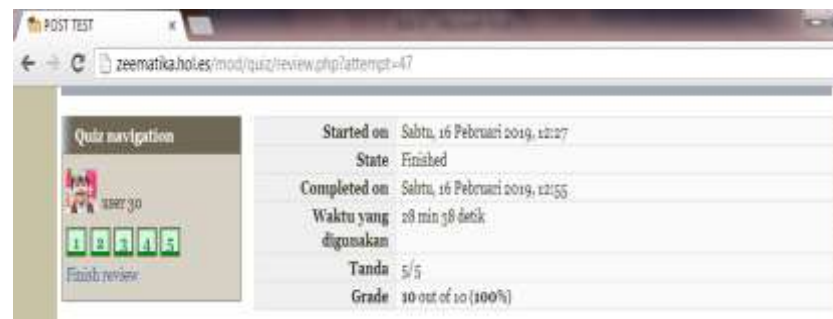 POST TEST
zeematika.hol.es/mod/quiz/review.php?attempt=47
Quiz navigation
user 30
1 2 3 4 5
Finish review
Started on Sabtu, 16 Pebruari 2019, 12:27
State Finished
Completed on Sabtu, 16 Pebruari 2019, 12:55
Waktu yang 28 min 38 detik
digunakan
Tanda 5/5
Grade 10 out of 10 (100%)